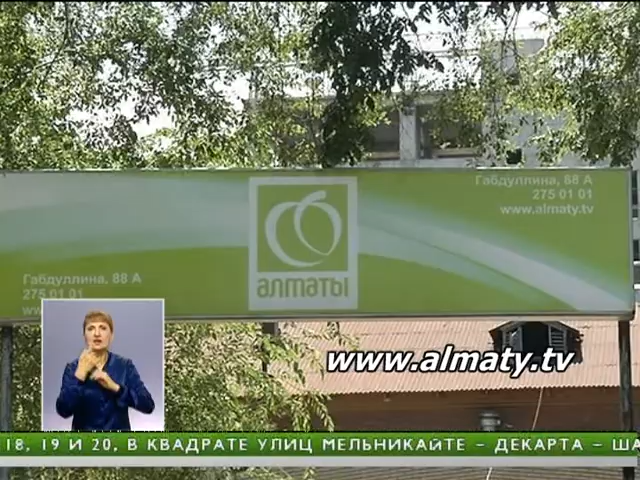 Габдуллина, 88 А
275 01 01
www.almaty.tv
алматы
Габдуллина, 88 А
275 01 01
www.almaty.tv
18, 19 И 20, В КВАДРАТЕ УЛИЦ МЕЛЬНИКАЙТЕ – ДЕКАРТА – ША